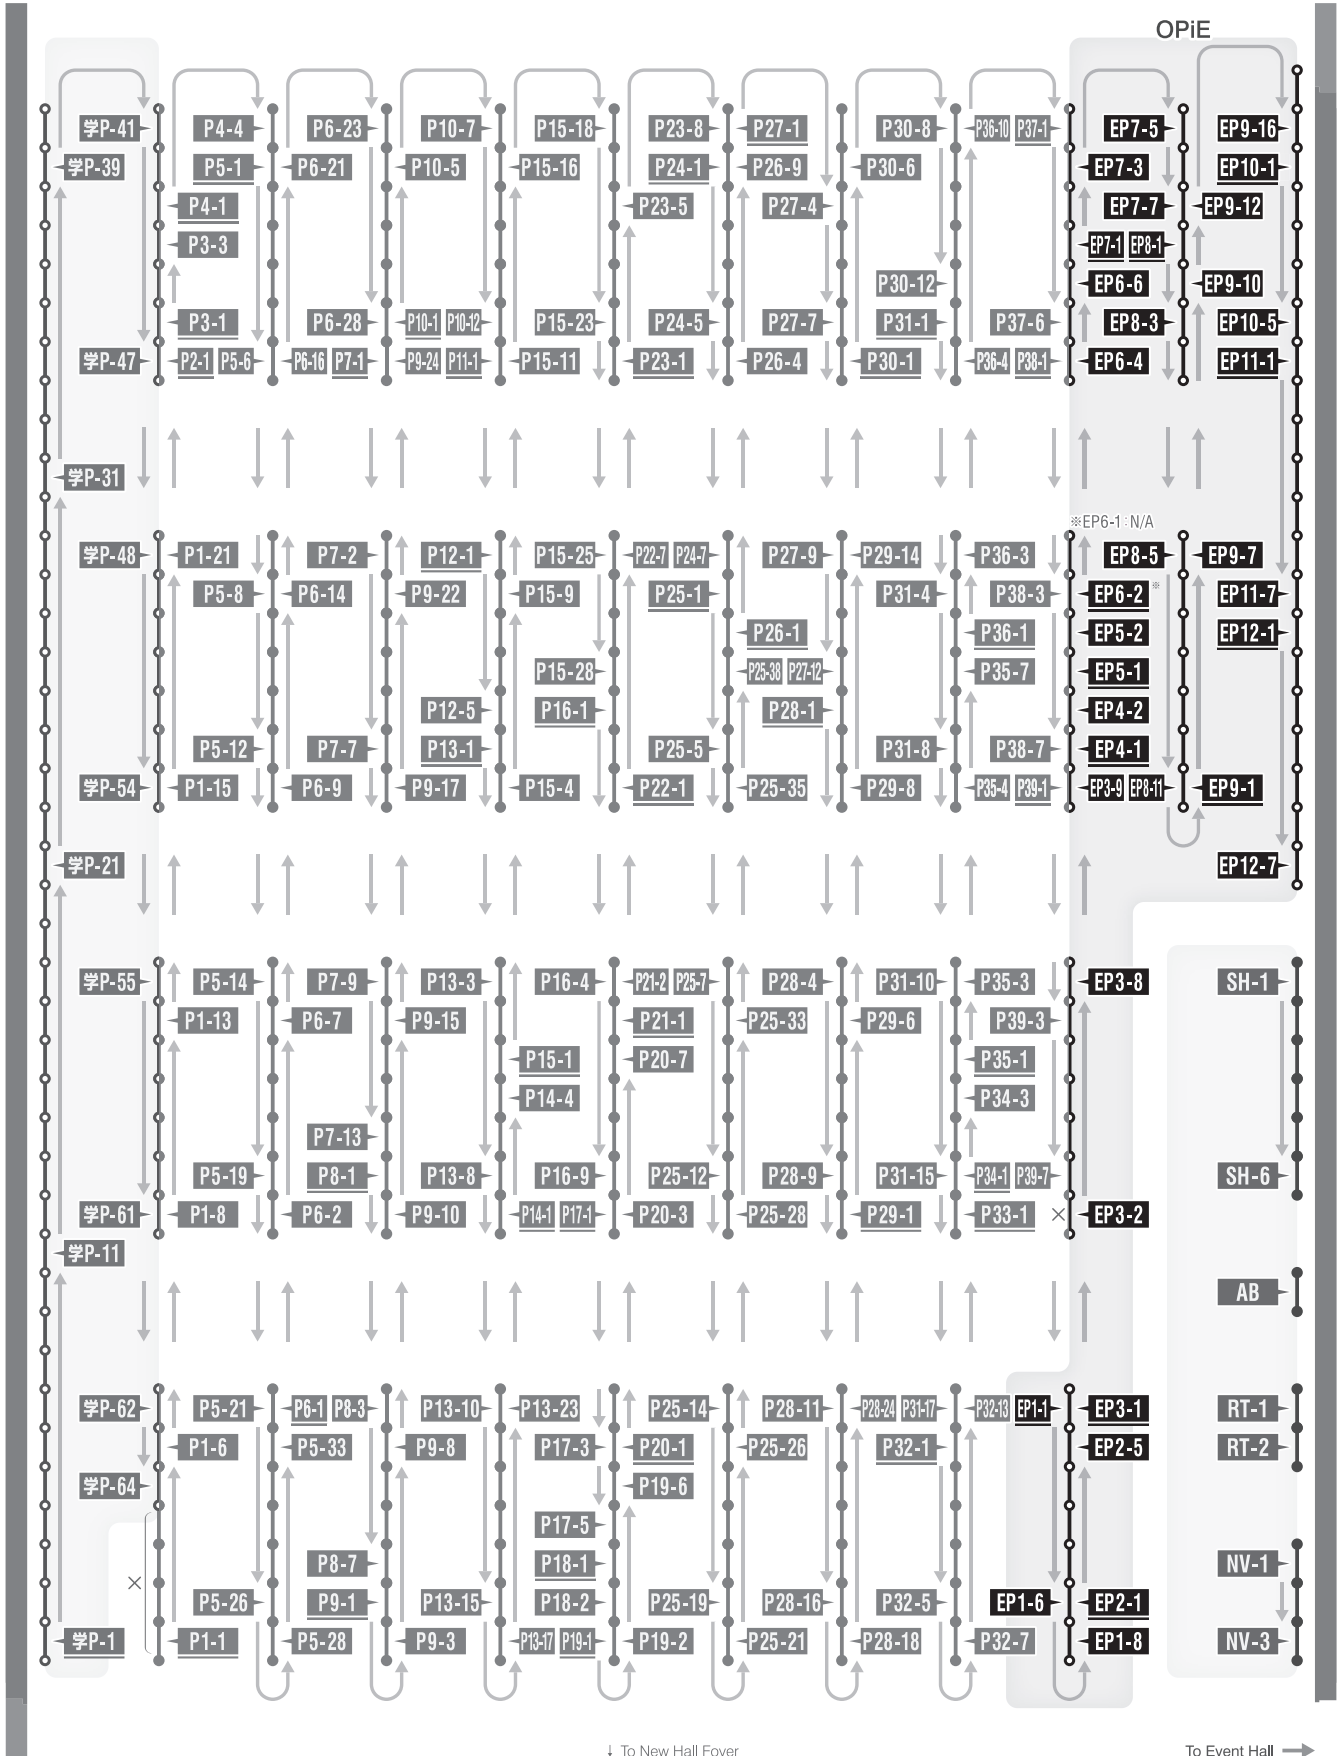 OPiE
学P-41 P4-4 P6-23 P10-7 P15-18 P23-8 P27-1 P30-8 P36-10 P37-1 EP7-5 EP9-16
学P-39 P5-1 P6-21 P10-5 P15-16 P24-1 P26-9 P30-6 EP7-3 EP10-1
P4-1 P23-5 P27-4 EP7-7 EP9-12
P3-3 EP7-1 EP8-1
P30-12 EP6-6 EP9-10
P3-1 P6-28 P10-1 P10-12 P15-23 P24-5 P27-7 P31-1 P37-6 EP8-3 EP10-5
学P-47 P2-1 P5-6 P6-16 P7-1 P9-24 P11-1 P15-11 P23-1 P26-4 P30-1 P36-4 P38-1 EP6-4 EP11-1
学P-31
※EP6-1:N/A
学P-48 P1-21 P7-2 P12-1 P15-25 P22-7 P24-7 P27-9 P29-14 P36-3 EP8-5 EP9-7
P5-8 P6-14 P9-22 P15-9 P25-1 P31-4 P38-3 EP6-2 ※ EP11-7
P26-1 P36-1 EP5-2 EP12-1
P15-28 P25-38 P27-12 P35-7 EP5-1
P12-5 P16-1 P28-1 EP4-2
P5-12 P7-7 P13-1 P25-5 P31-8 P38-7 EP4-1
学P-54 P1-15 P6-9 P9-17 P15-4 P22-1 P25-35 P29-8 P35-4 P39-1 EP3-9 EP8-11 EP9-1
学P-21 EP12-7
学P-55 P5-14 P7-9 P13-3 P16-4 P21-2 P25-7 P28-4 P31-10 P35-3 EP3-8 SH-1
P1-13 P6-7 P9-15 P21-1 P25-33 P29-6 P39-3
P15-1 P20-7 P35-1
P14-4 P34-3
P7-13
P5-19 P8-1 P13-8 P16-9 P25-12 P28-9 P31-15 P34-1 P39-7 SH-6
学P-61 P1-8 P6-2 P9-10 P14-1 P17-1 P20-3 P25-28 P29-1 P33-1 × EP3-2
学P-11
AB
学P-62 P5-21 P6-1 P8-3 P13-10 P13-23 P25-14 P28-11 P28-24 P31-17 P32-13 EP1-1 EP3-1 RT-1
P1-6 P5-33 P9-8 P17-3 P20-1 P25-26 P32-1 EP2-5 RT-2
学P-64 P19-6
P17-5
× P8-7 P18-1 NV-1
P5-26 P9-1 P13-15 P18-2 P25-19 P28-16 P32-5 EP1-6 EP2-1
学P-1 P1-1 P5-28 P9-3 P13-17 P19-1 P19-2 P25-21 P28-18 P32-7 EP1-8 NV-3
↓ To New Hall Foyer To Event Hall →